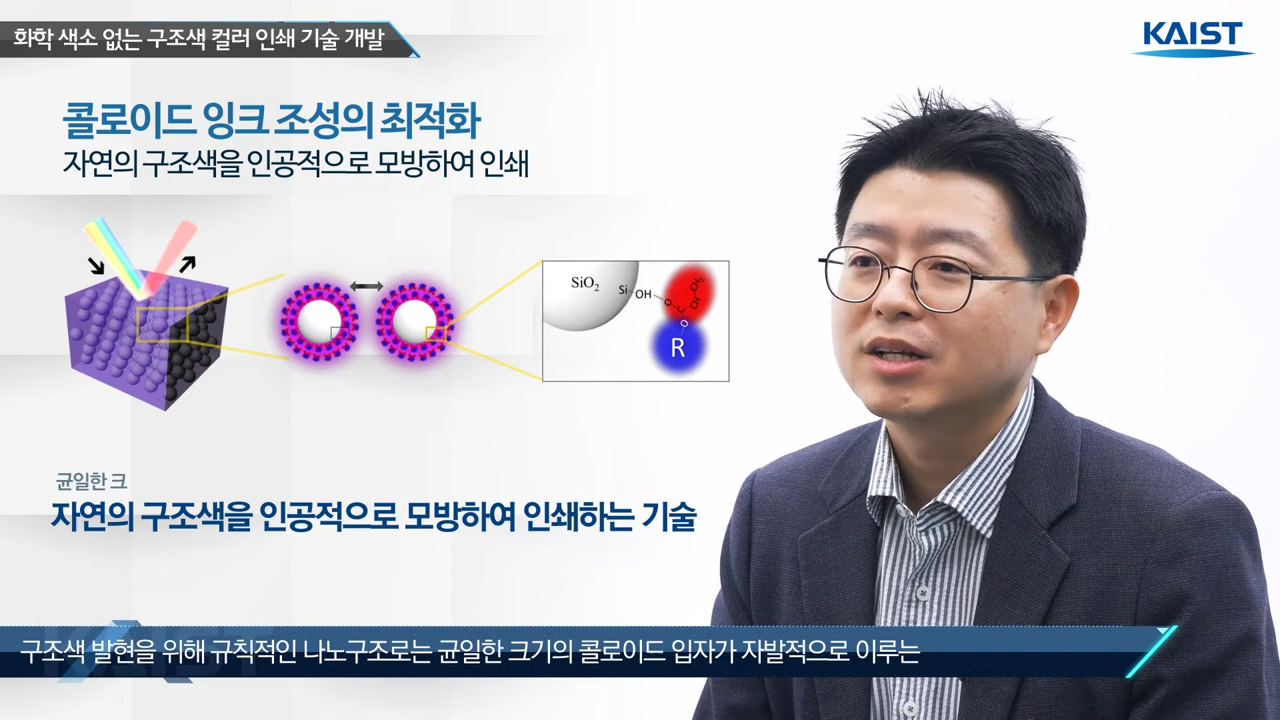 화학 색소 없는 구조색 컬러 인쇄 기술 개발
KAIST
콜로이드 잉크 조성의 최적화
자연의 구조색을 인공적으로 모방하여 인쇄
SiO₂
Si
OH
O
C
O
CH
CH₃
R
균일한 크
자연의 구조색을 인공적으로 모방하여 인쇄하는 기술
구조색 발현을 위해 규칙적인 나노구조로는 균일한 크기의 콜로이드 입자가 자발적으로 이루는